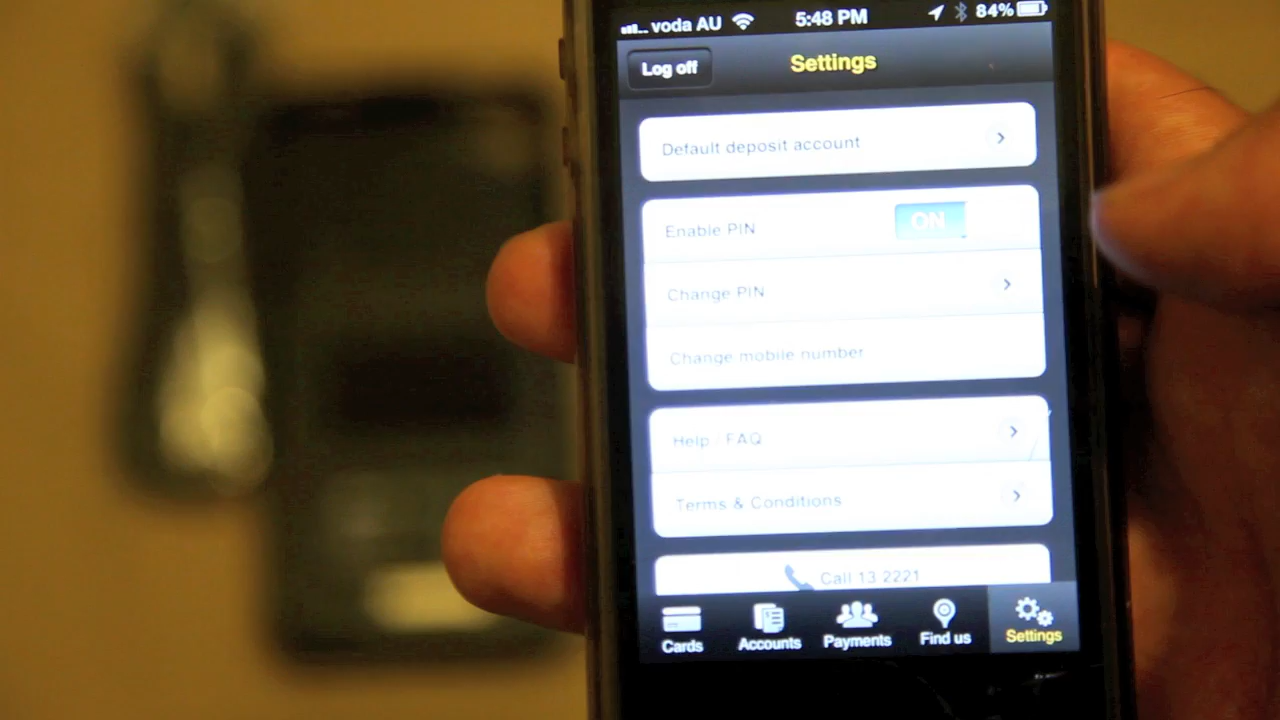 voda AU 5:48 PM 84%
Log off Settings
Default deposit account
Enable PIN ON
Change PIN
Change mobile number
Help / FAQ
Terms & Conditions
Call 13 2221
Cards Accounts Payments Find us Settings